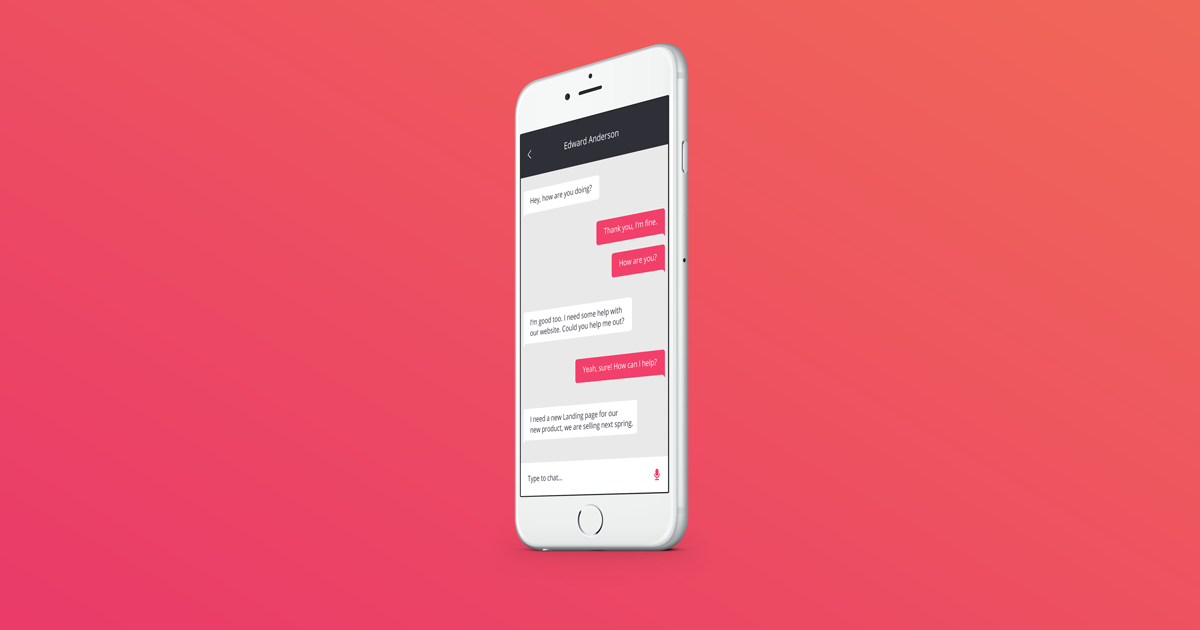 Edward Anderson
Hey, how are you doing?
Thank you, I'm fine.
How are you?
I'm good too. I need some help with
our website. Could you help me out?
Yeah, sure! How can I help?
I need a new Landing page for our
new product, we are selling next spring.
Type to chat...